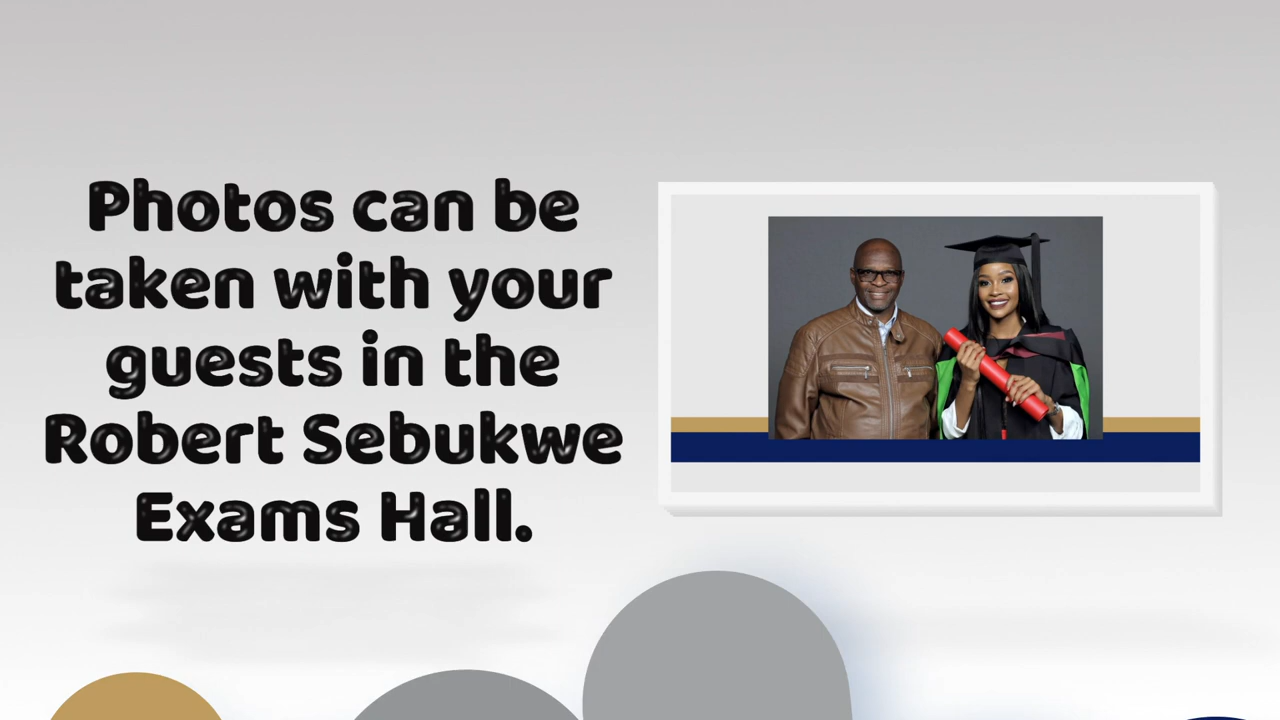 Photos can be
taken with your
guests in the
Robert Sebukwe
Exams Hall.